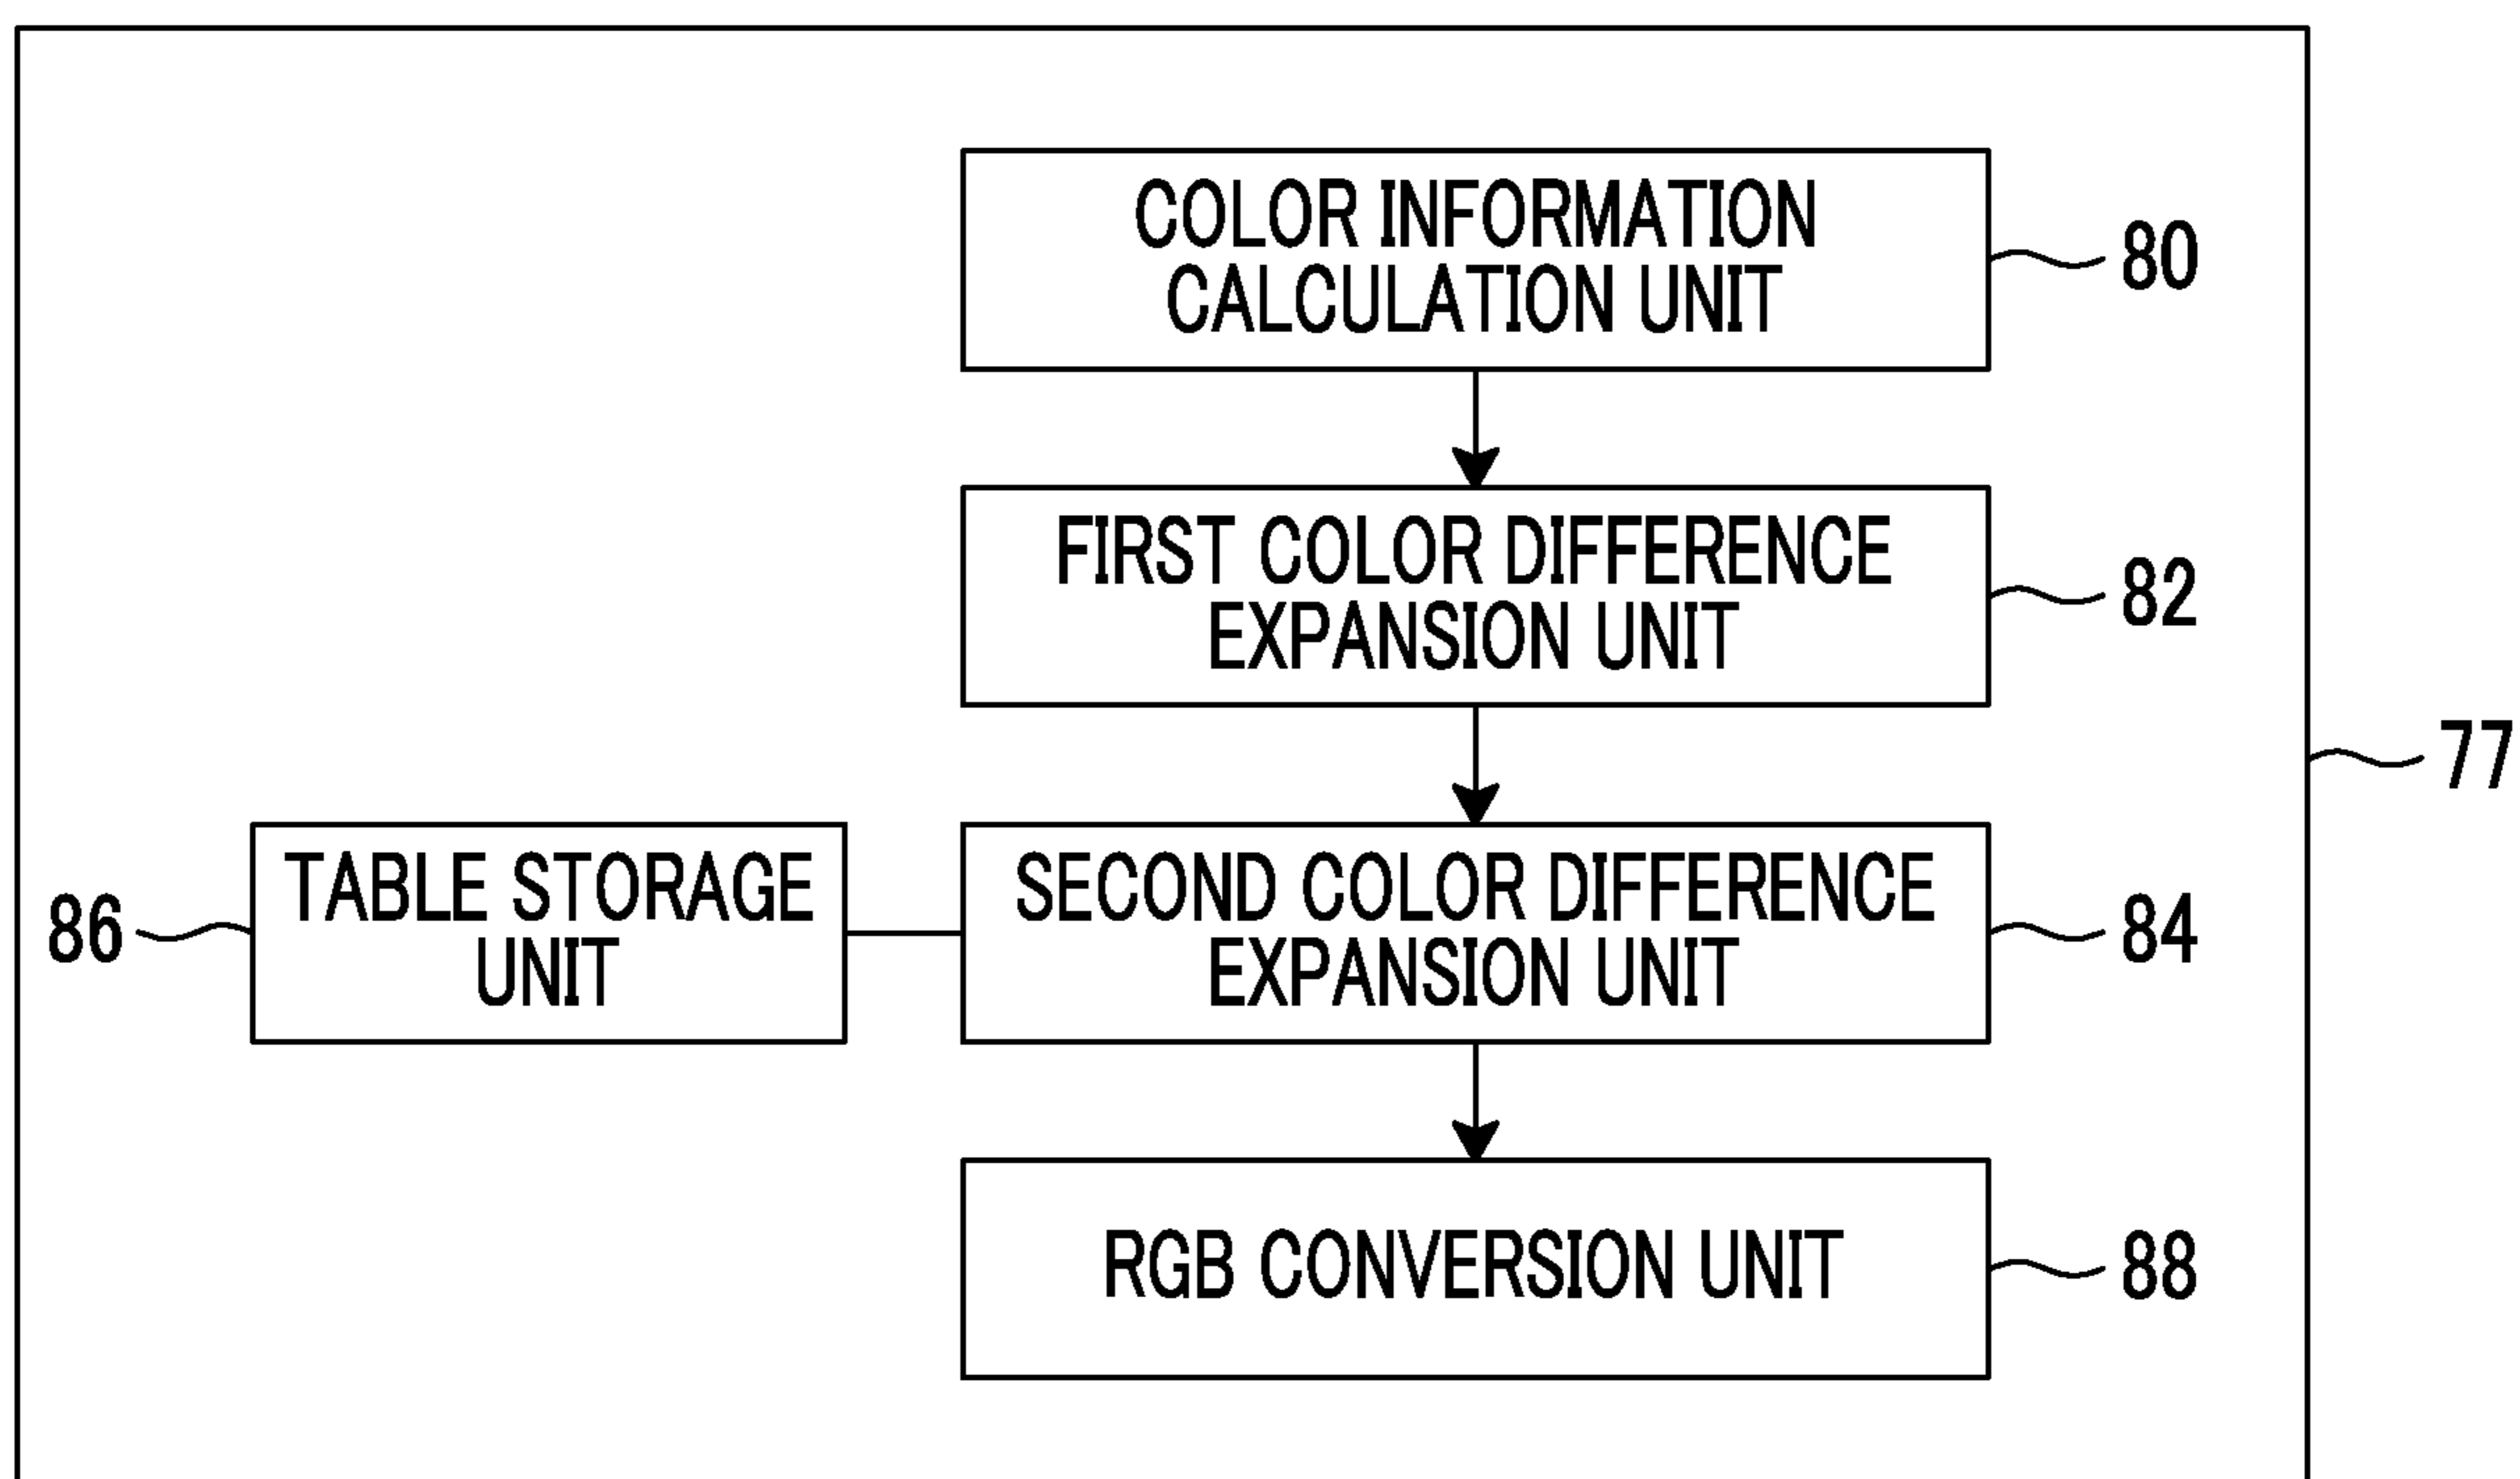 COLOR INFORMATION
CALCULATION UNIT
80
FIRST COLOR DIFFERENCE
EXPANSION UNIT
82
77
86
TABLE STORAGE
UNIT
SECOND COLOR DIFFERENCE
EXPANSION UNIT
84
RGB CONVERSION UNIT
88